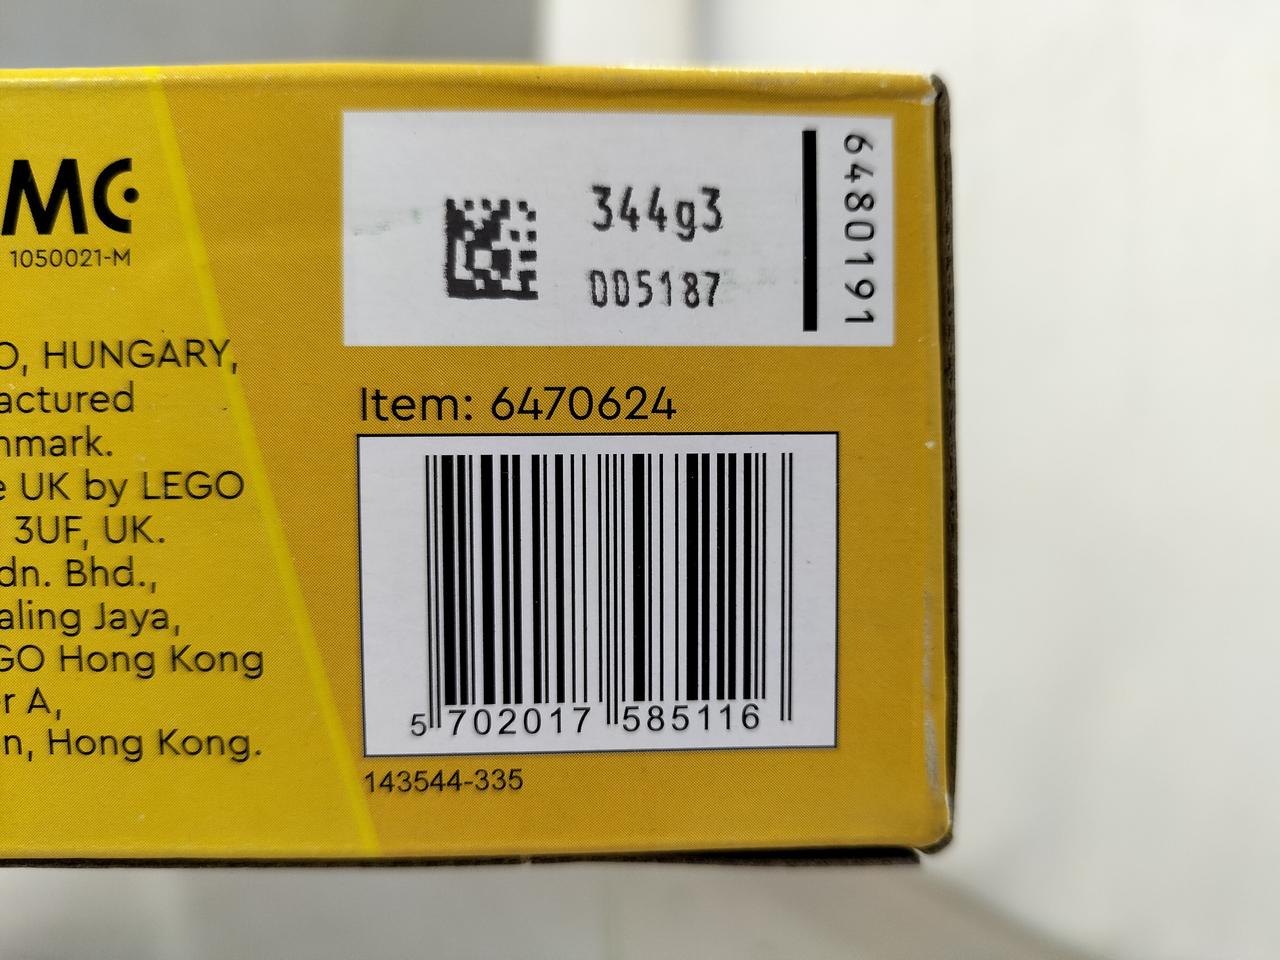 MC
1050021-M
O, HUNGARY,
actured
nmark.
e UK by LEGO
3UF, UK.
dn. Bhd.,
aling Jaya,
GO Hong Kong
r A,
n, Hong Kong.
344g3
005187
6480191
Item: 6470624
5 702017 585116
143544-335